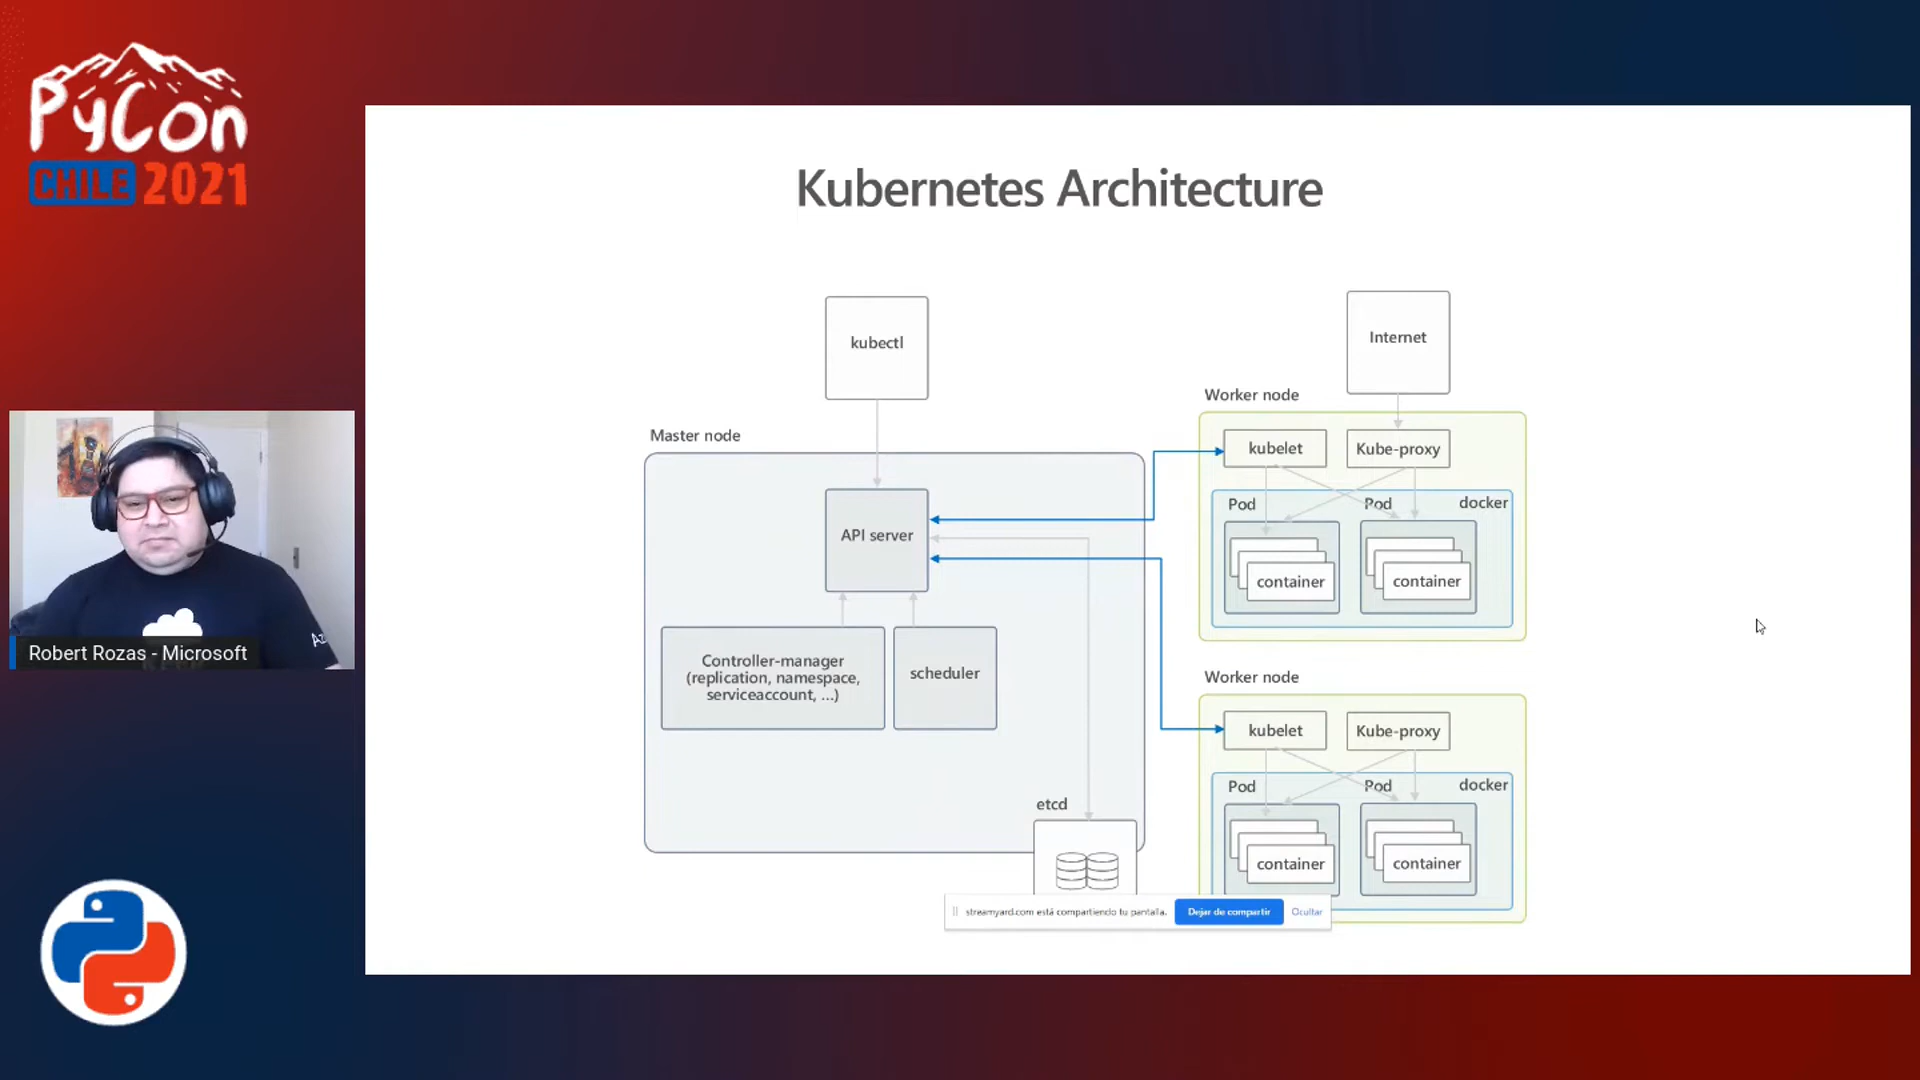 PyCon
CHILE 2021
Kubernetes Architecture
kubectl
Internet
Master node
Worker node
kubelet
Kube-proxy
Pod
Pod
docker
container
container
API server
Controller-manager
(replication, namespace,
serviceaccount, ...)
scheduler
etcd
Worker node
kubelet
Kube-proxy
Pod
Pod
docker
container
container
streamyard.com está compartiendo tu pantalla.
Dejar de compartir
Ocultar
Robert Rozas - Microsoft